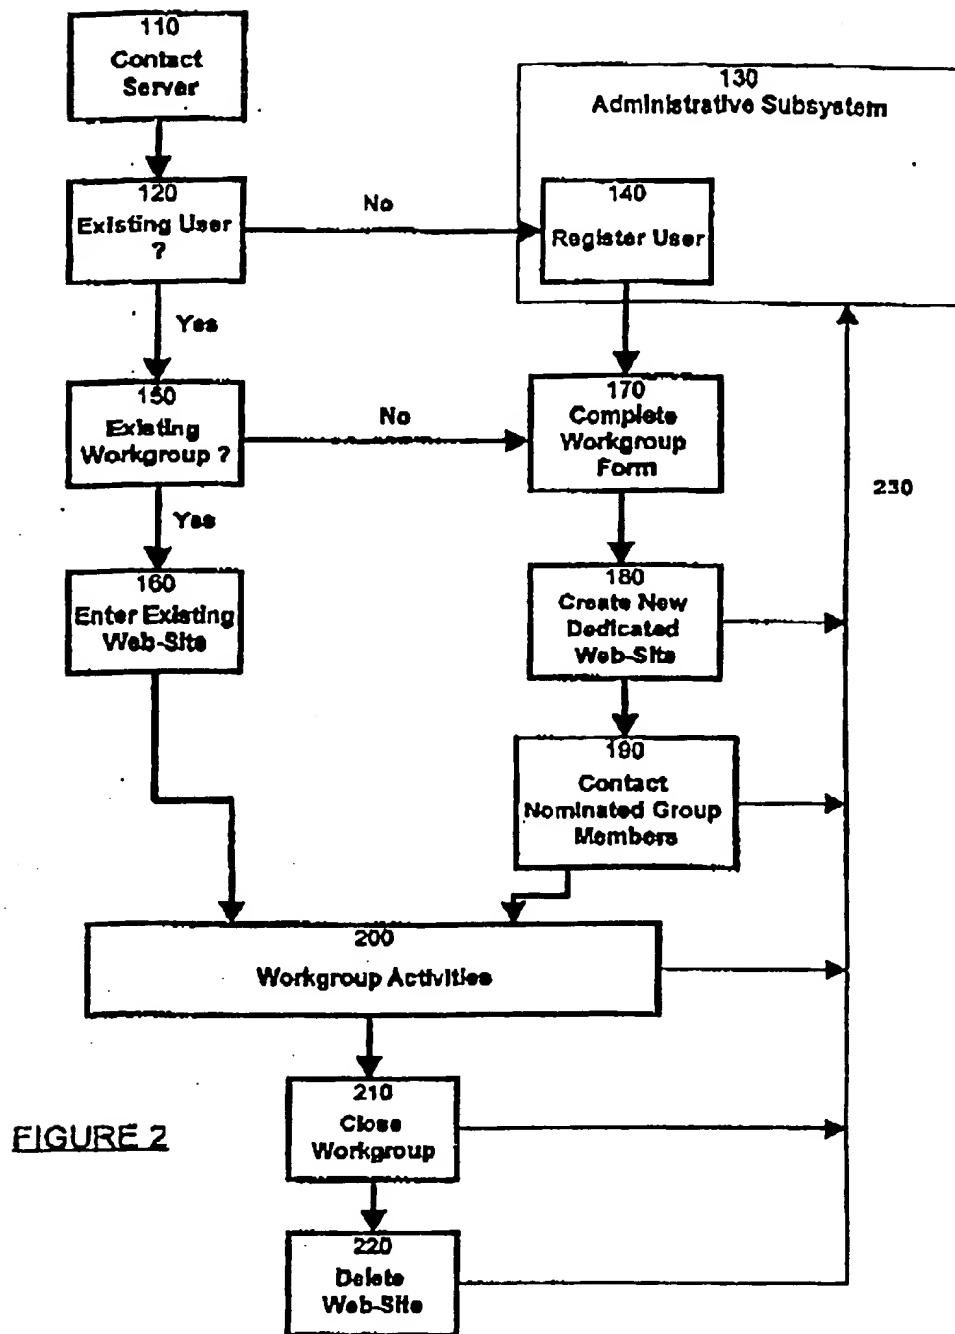 110
Contact
Server
130
Administrative Subsystem
120
Existing User
?
No
140
Register User
Yes
150
Existing
Workgroup ?
No
170
Complete
Workgroup
Form
230
Yes
160
Enter Existing
Web-Site
180
Create New
Dedicated
Web-Site
190
Contact
Nominated Group
Members
200
Workgroup Activities
210
Close
Workgroup
FIGURE 2
220
Delete
Web-Site